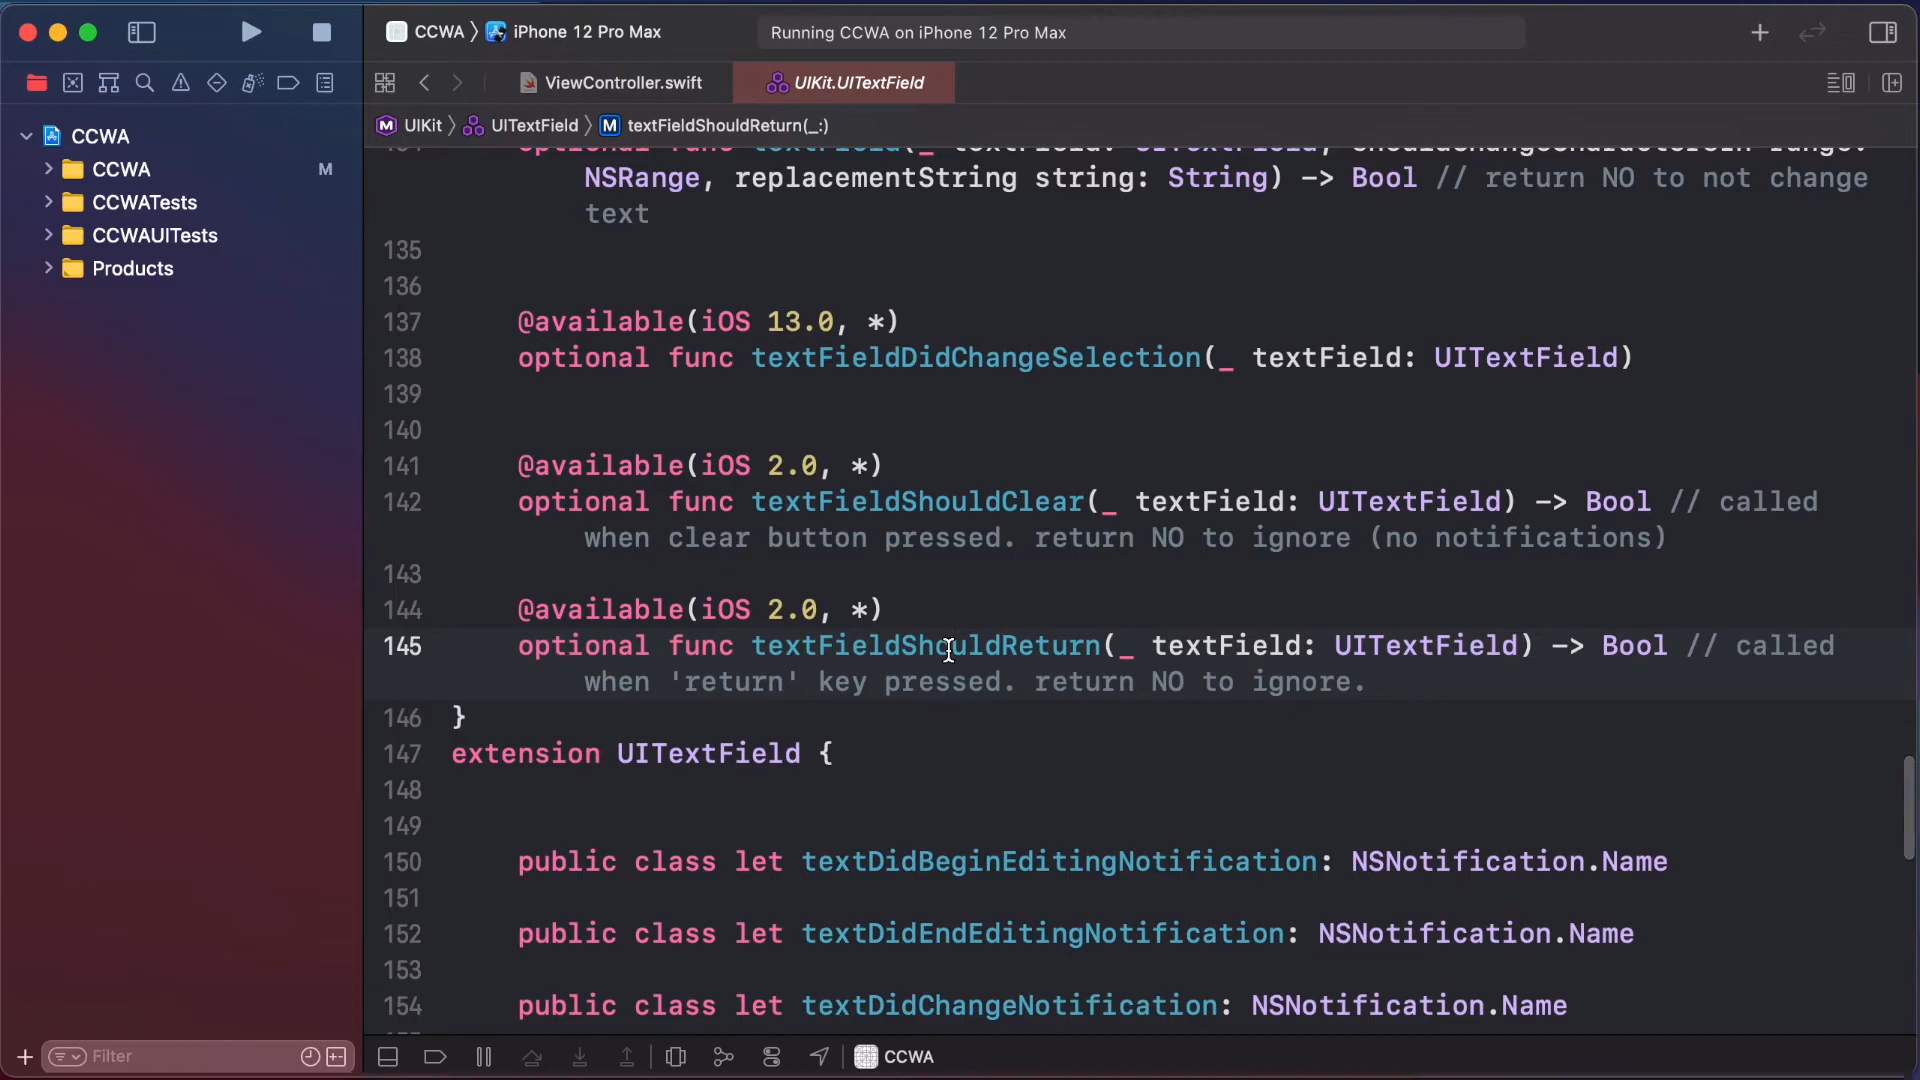 CCWA 〉 iPhone 12 Pro Max
Running CCWA on iPhone 12 Pro Max
ViewController.swift
UIKit.UITextField
UIKit 〉 UITextField 〉 M textFieldShouldReturn(_:)
CCWA
CCWA M
CCWATests
CCWAUITests
Products
NSRange, replacementString string: String) -> Bool // return NO to not change
text
135
136
137 @available(iOS 13.0, *)
138 optional func textFieldDidChangeSelection(_ textField: UITextField)
139
140
141 @available(iOS 2.0, *)
142 optional func textFieldShouldClear(_ textField: UITextField) -> Bool // called
when clear button pressed. return NO to ignore (no notifications)
143
144 @available(iOS 2.0, *)
145 optional func textFieldShouldReturn(_ textField: UITextField) -> Bool // called
when 'return' key pressed. return NO to ignore.
146 }
147 extension UITextField {
148
149
150 public class let textDidBeginEditingNotification: NSNotification.Name
151
152 public class let textDidEndEditingNotification: NSNotification.Name
153
154 public class let textDidChangeNotification: NSNotification.Name
Filter
CCWA